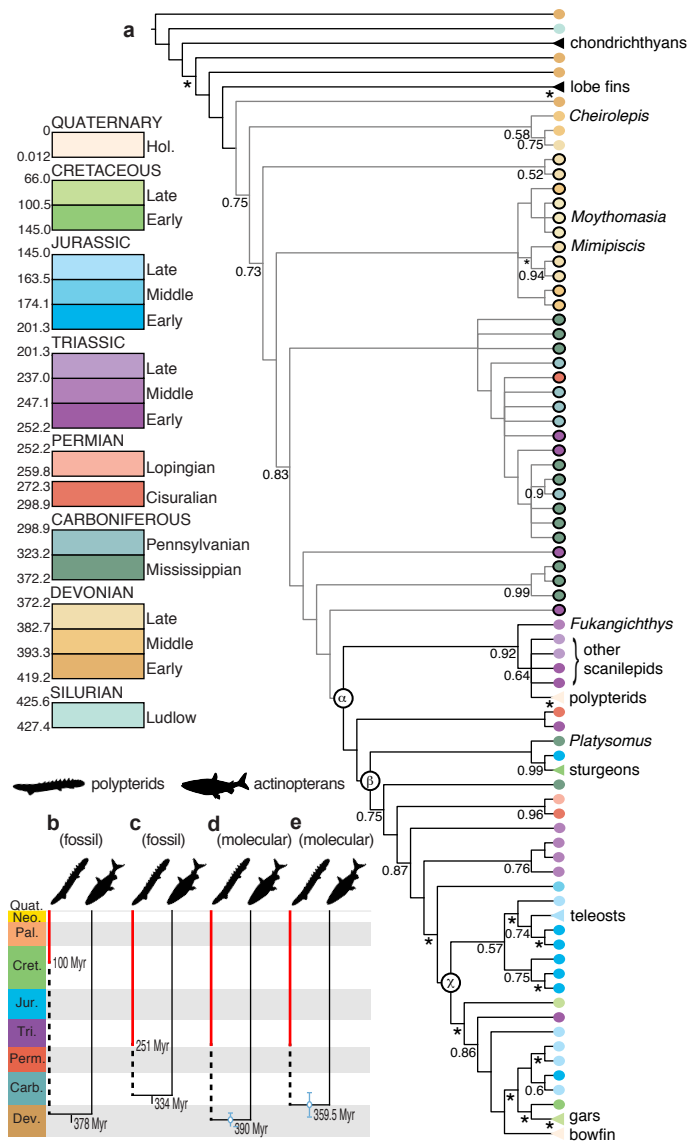 a
chondrichthyans
*
lobe fins
*
Cheirolepis
0.58
0.75
0.75
0.52
Moythomasia
Mimipiscis
*
0.73
0.94
QUATERNARY
0
Hol.
0.012
CRETACEOUS
66.0
Late
100.5
Early
145.0
JURASSIC
145.0
Late
163.5
Middle
174.1
Early
201.3
TRIASSIC
201.3
Late
237.0
Middle
247.1
Early
252.2
PERMIAN
252.2
Lopingian
259.8
272.3
Cisuralian
298.9
CARBONIFEROUS
298.9
Pennsylvanian
323.2
Mississippian
372.2
DEVONIAN
372.2
Late
382.7
Middle
393.3
Early
419.2
SILURIAN
425.6
Ludlow
427.4
0.83
0.9
0.99
Fukangichthys
0.92
other
scanilepids
0.64
*
polypterids
α
Platysomus
0.99
sturgeons
β
0.75
0.96
0.87
0.76
*
teleosts
0.74
*
*
0.57
0.75
χ
*
0.86
*
0.6
*
*
gars
*
bowfin
polypterids
actinopterans
b
(fossil)
c
(fossil)
d
(molecular)
e
(molecular)
Quat.
Neo.
Pal.
Cret.
100 Myr
Jur.
Tri.
251 Myr
Perm.
Carb.
334 Myr
359.5 Myr
Dev.
378 Myr
390 Myr